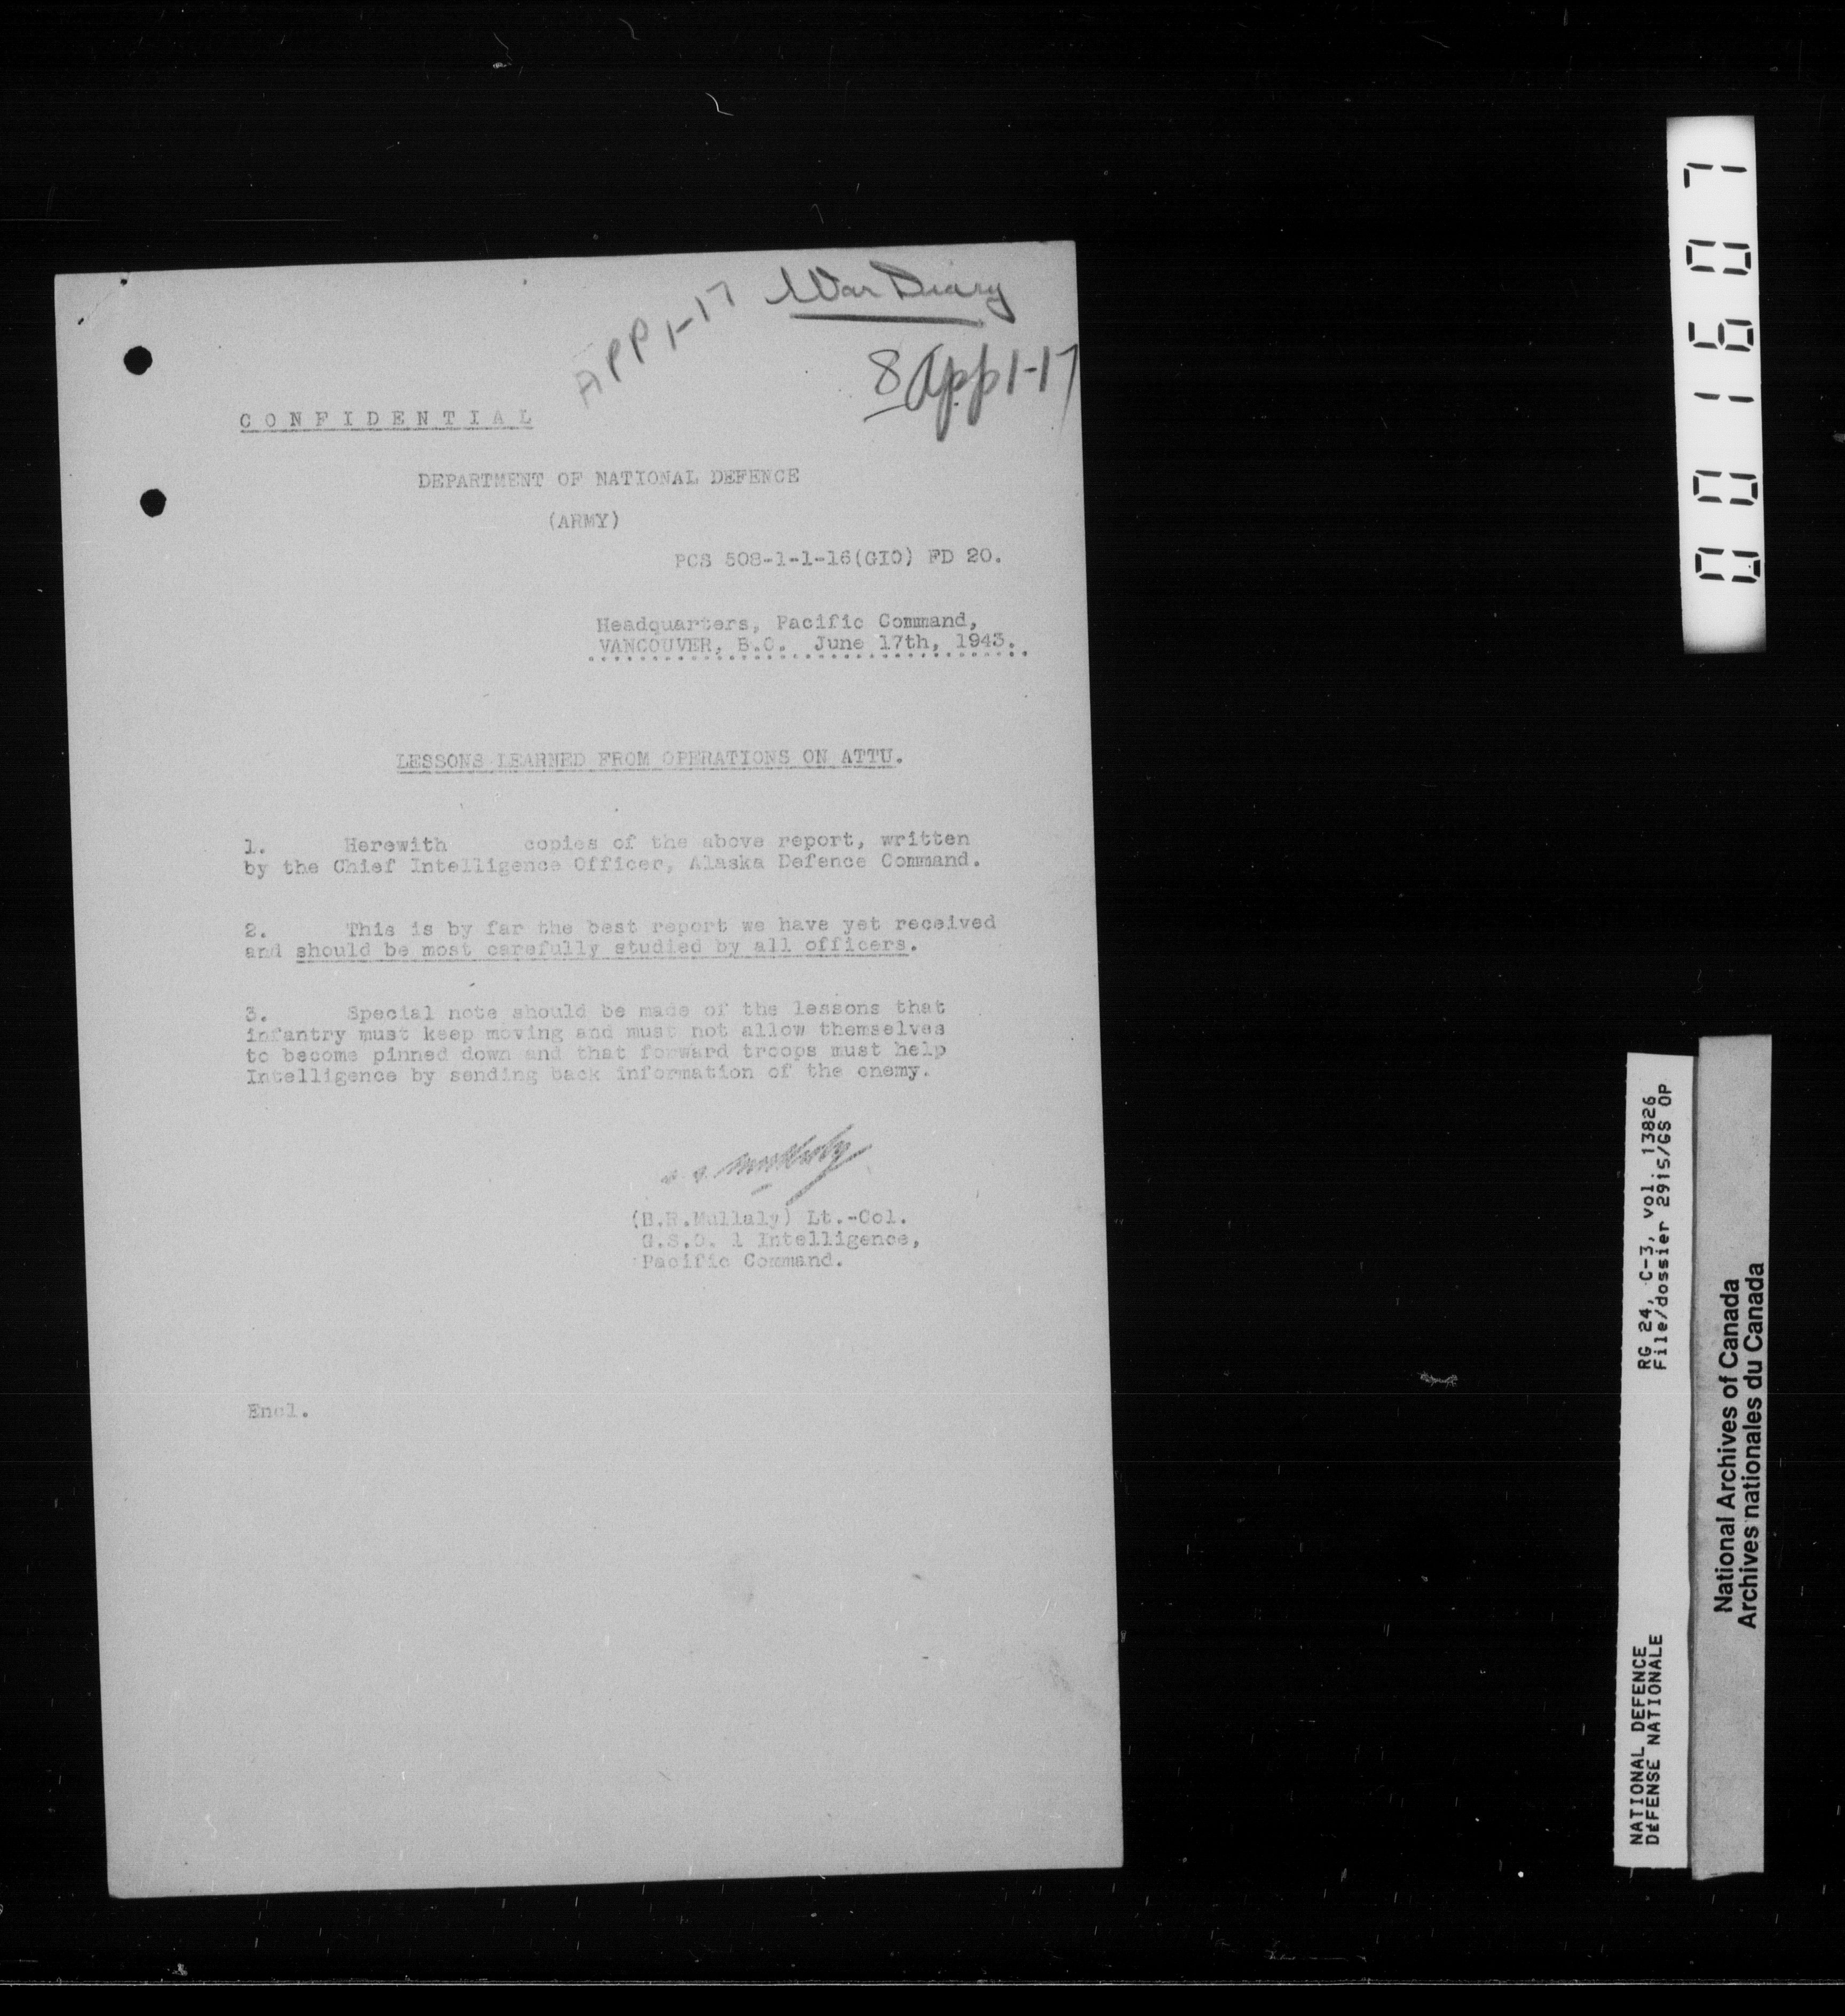 War Diary
APP 1-17
8 App 1-17
CONFIDENTIAL
DEPARTMENT OF NATIONAL DEFENCE
(ARMY)
PCS 508-1-1-16(GIO) FD 20.
Headquarters, Pacific Command,
VANCOUVER, B.C. June 17th, 1943.
LESSONS LEARNED FROM OPERATIONS ON ATTU.
1. Herewith copies of the above report, written
by the Chief Intelligence Officer, Alaska Defence Command.
2. This is by far the best report we have yet received
and should be most carefully studied by all officers.
3. Special note should be made of the lessons that
infantry must keep moving and must not allow themselves
to become pinned down and that forward troops must help
Intelligence by sending back information of the enemy.
(B.R.Mullaly) Lt.-Col.
G.S.O. 1 Intelligence,
Pacific Command.
Encl.
001607
RG 24, C-3, vol. 13826
File/dossier 2915/GS OP
NATIONAL DEFENCE
DÉFENSE NATIONALE
National Archives of Canada
Archives nationales du Canada